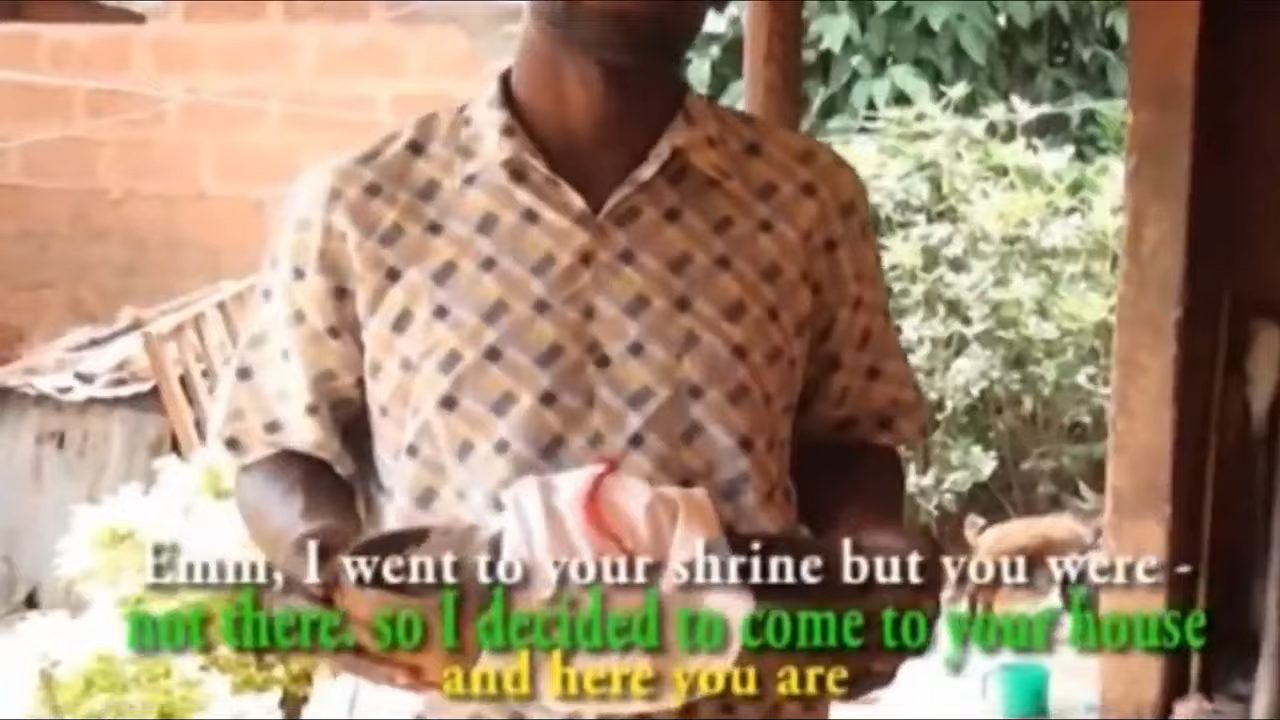 Emm, I went to your shrine but you were -
not there. so I decided to come to your house
and here you are